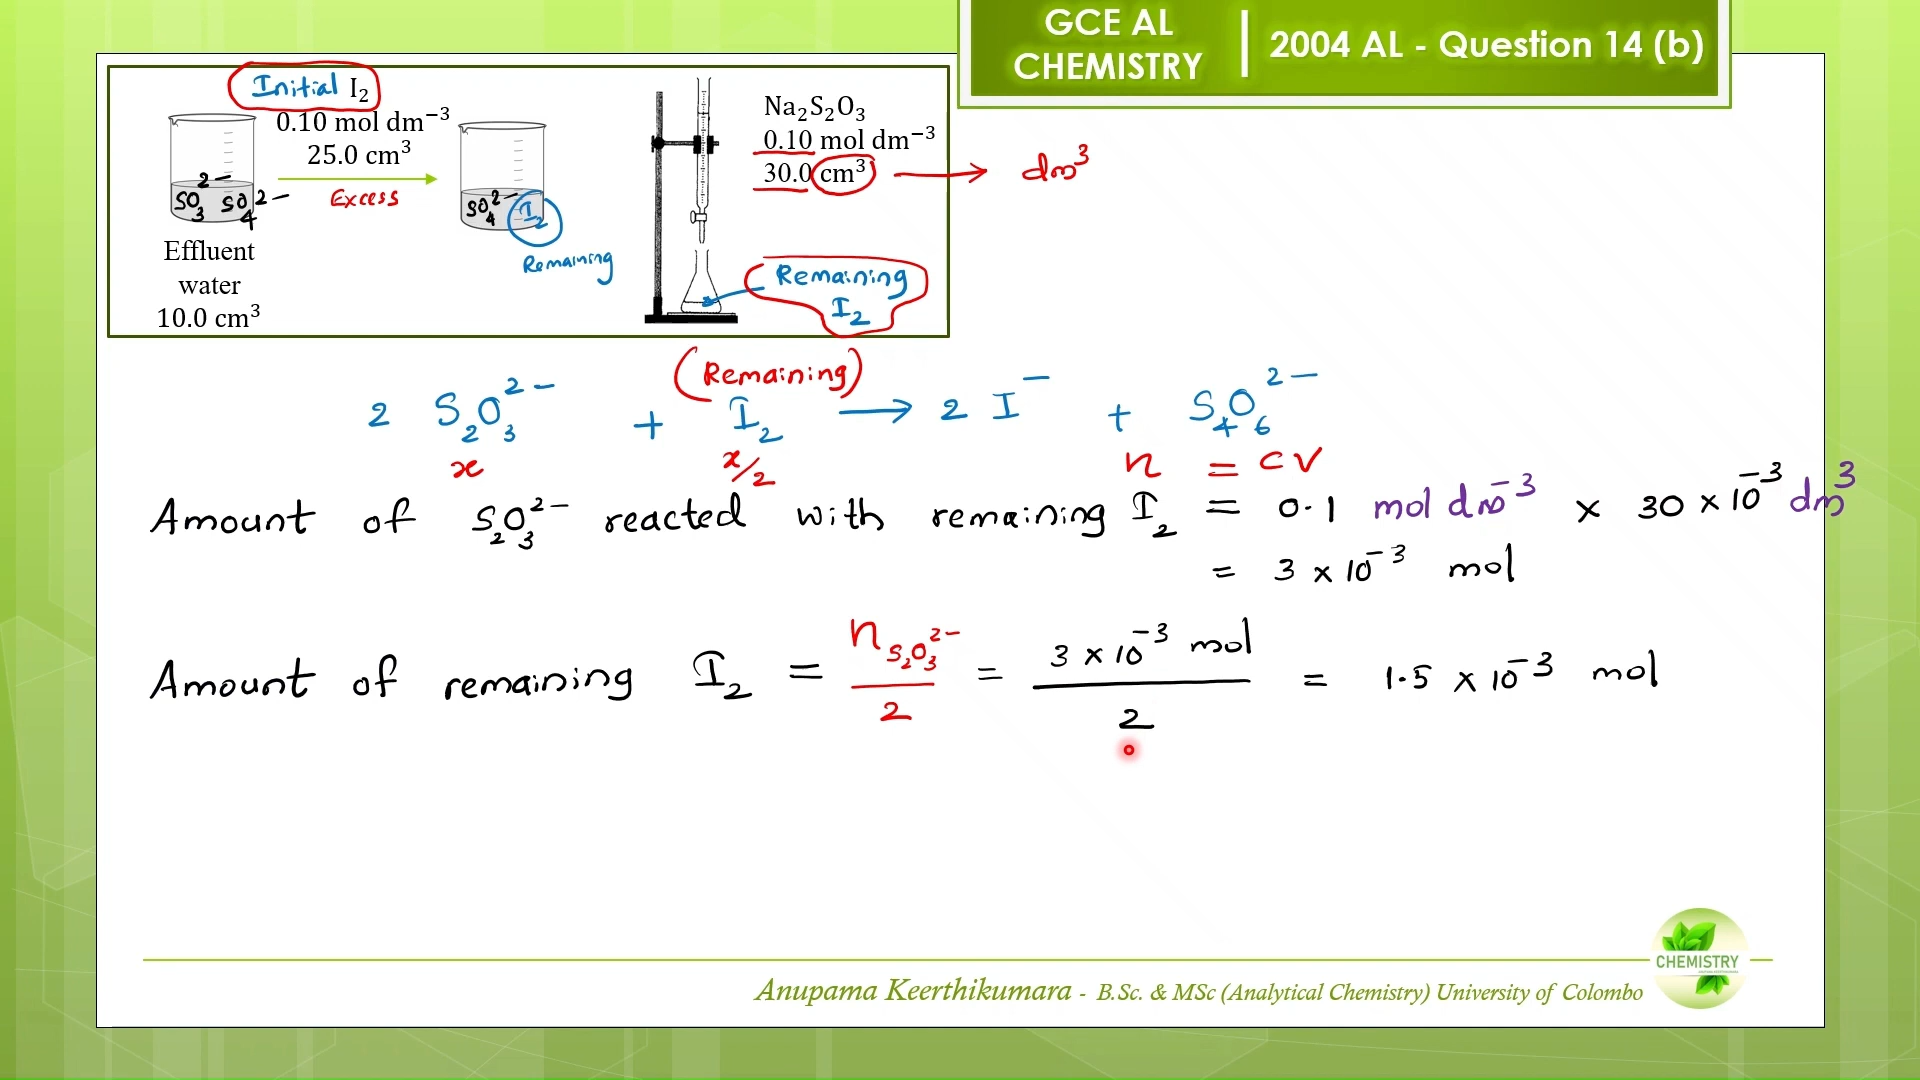 GCE AL
CHEMISTRY
2004 AL - Question 14 (b)
Initial I₂
0.10 mol dm⁻³
25.0 cm³
Excess
SO₃²⁻ SO₄²⁻
Effluent
water
10.0 cm³
SO₄²⁻ I₂
Remaining
Na₂S₂O₃
0.10 mol dm⁻³
30.0 cm³ → dm³
Remaining
I₂
(Remaining)
2 S₂O₃²⁻ + I₂ → 2 I⁻ + S₄O₆²⁻
x x/2 n = cv
Amount of S₂O₃²⁻ reacted with remaining I₂ = 0.1 mol dm⁻³ × 30 × 10⁻³ dm³
= 3 × 10⁻³ mol
Amount of remaining I₂ = n S₂O₃²⁻ / 2 = 3 × 10⁻³ mol / 2 = 1.5 × 10⁻³ mol
CHEMISTRY
Anupama Keerthikumara - B.Sc. & MSc (Analytical Chemistry) University of Colombo